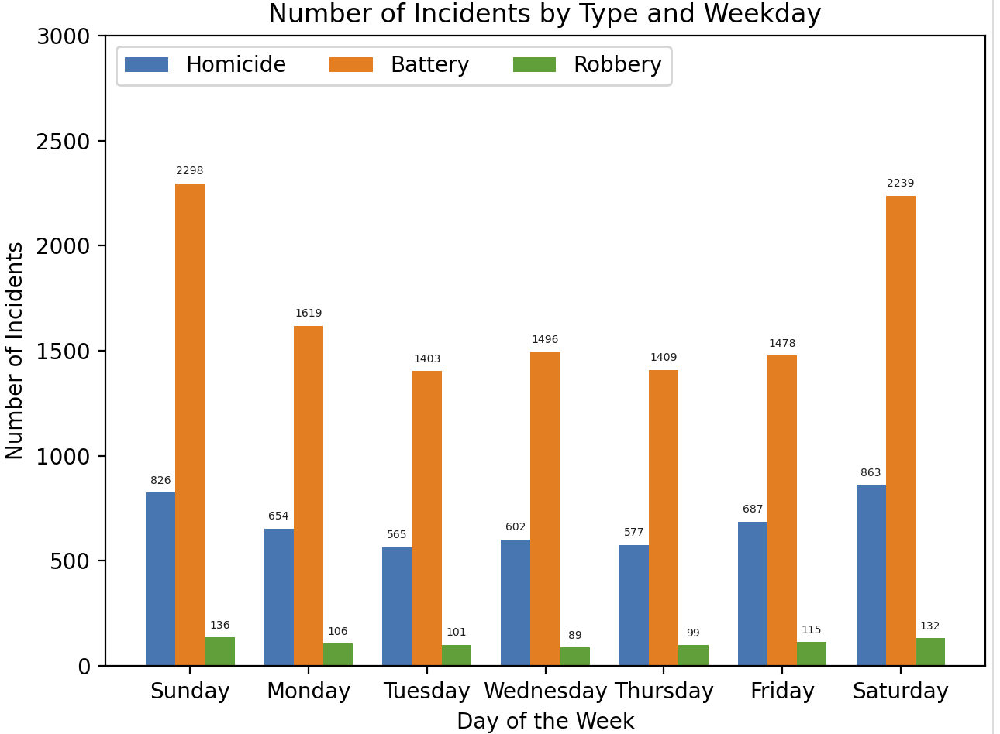 Number of Incidents by Type and Weekday
Homicide Battery Robbery
3000
2500
2000
1500
1000
500
0
Number of Incidents
826 2298 136
654 1619 106
565 1403 101
602 1496 89
577 1409 99
687 1478 115
863 2239 132
Sunday Monday Tuesday Wednesday Thursday Friday Saturday
Day of the Week